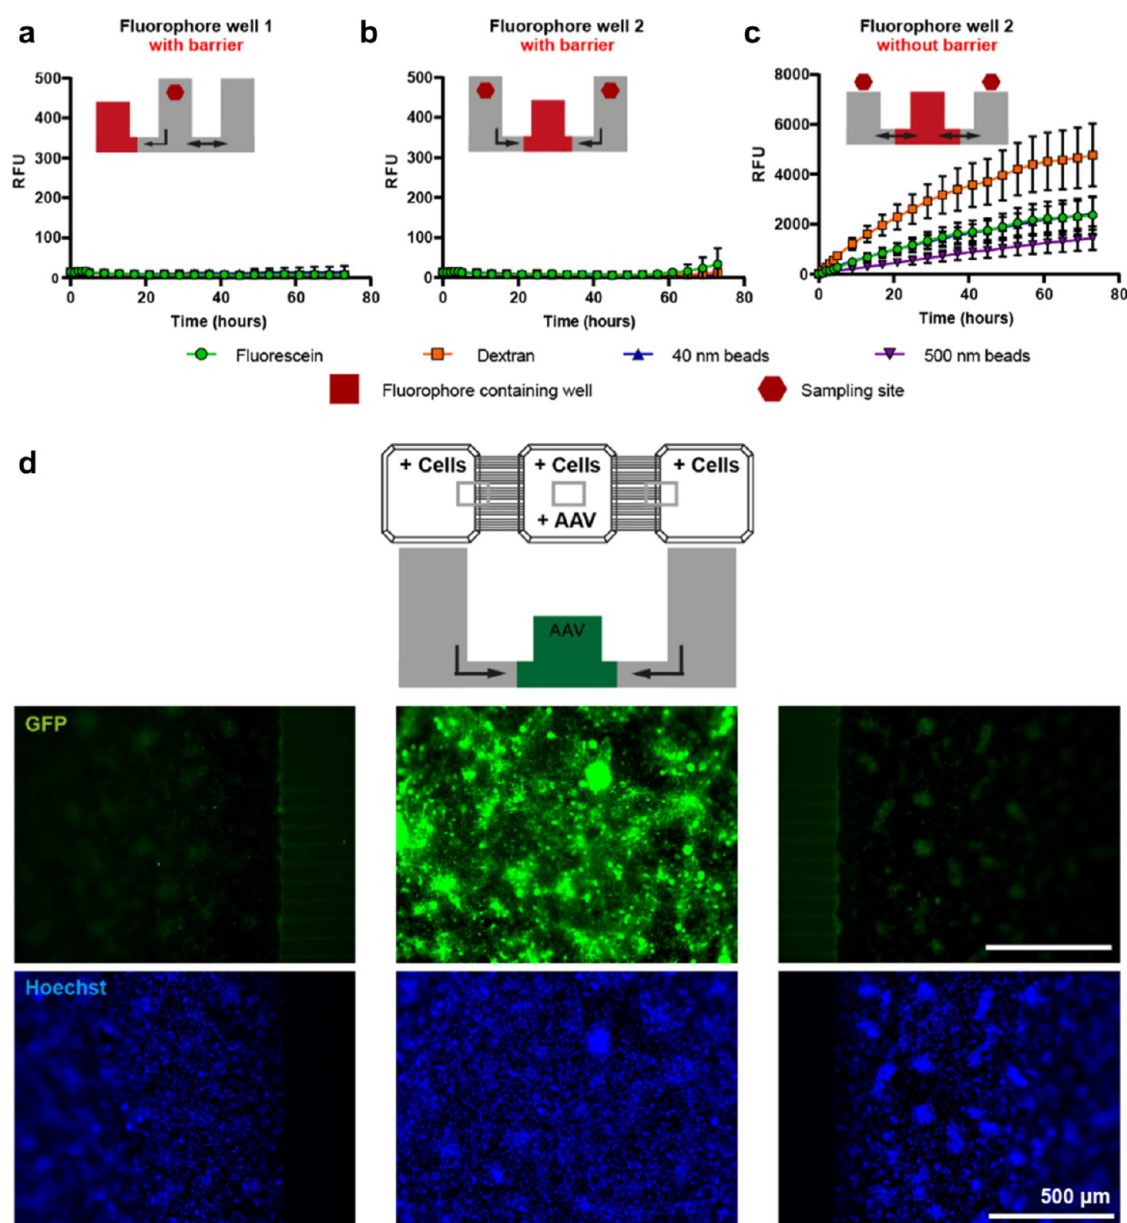 a
Fluorophore well 1
with barrier
500
400
300
200
100
0
RFU
0 20 40 60 80
Time (hours)
b
Fluorophore well 2
with barrier
500
400
300
200
100
0
RFU
0 20 40 60 80
Time (hours)
c
Fluorophore well 2
without barrier
8000
6000
4000
2000
0
RFU
0 20 40 60 80
Time (hours)
Fluorescein Dextran 40 nm beads 500 nm beads
Fluorophore containing well Sampling site
d
+ Cells + Cells + Cells
+ AAV
AAV
GFP
Hoechst
500 µm